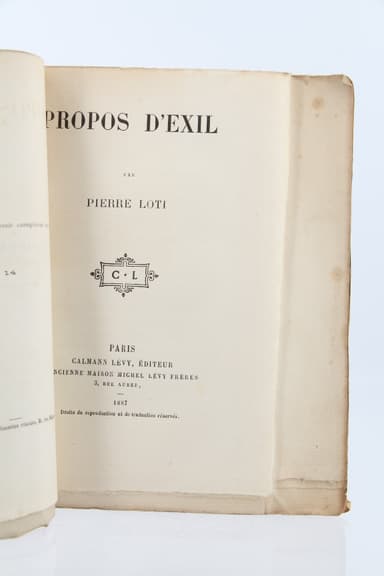 24
PROPOS D'EXIL
PAR
PIERRE LOTI
C · L
PARIS
CALMANN LÉVY, ÉDITEUR
ANCIENNE MAISON MICHEL LÉVY FRÈRES
3, RUE AUBER,
1887
Droits de reproduction et de traduction réservés.